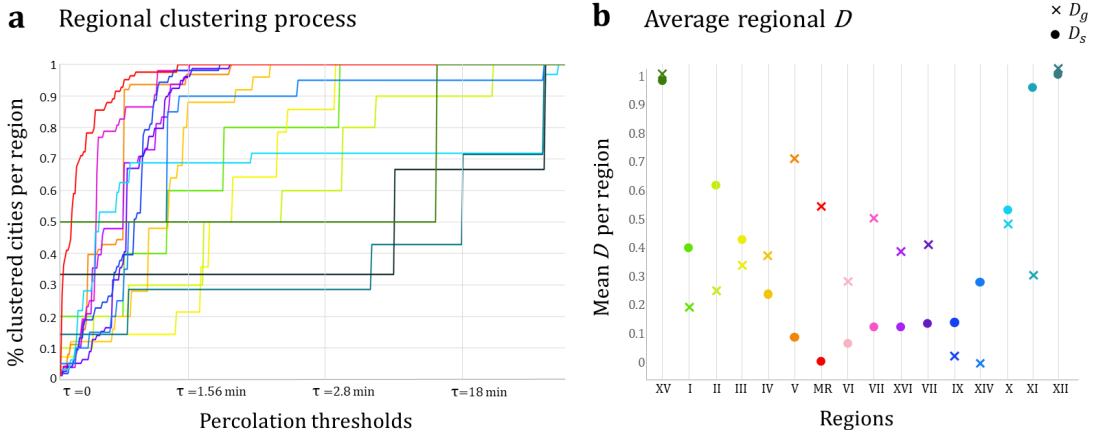 a Regional clustering process
% clustered cities per region
1
0.9
0.8
0.7
0.6
0.5
0.4
0.3
0.2
0.1
0
τ =0
τ =1.56 min
τ =2.8 min
τ=18 min
Percolation thresholds
b Average regional D
× Dg
● Ds
Mean D per region
1
0.9
0.8
0.7
0.6
0.5
0.4
0.3
0.2
0.1
0
XV I II III IV V MR VI VII XVI VII IX XIV X XI XII
Regions